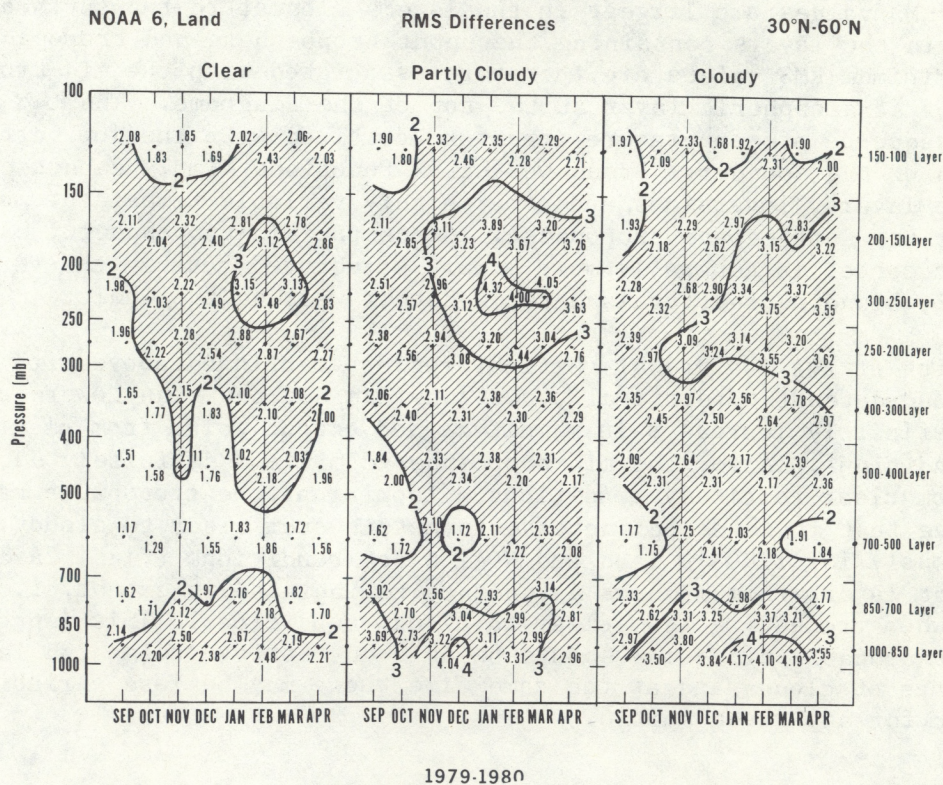 NOAA 6, Land RMS Differences 30°N-60°N
Clear Partly Cloudy Cloudy
100
2.08 1.85 2.02 2.06 1.90 2 2.33 2.35 2.29 1.97 2.33 1.68 1.92 1.90
1.83 1.69 2.43 2.03 1.80 2.46 2.28 2.21 2.09 2 2.31 2.00 2 150-100 Layer
150 2 2
2.11 2.32 2.81 2.78 2.11 3.11 3.89 3.20 3 1.93 2.29 2.97 2.83 3
2.04 2.40 3.12 2.86 2.85 3.23 3.67 3.26 2.18 2.62 3.15 3.22 200-150Layer
200 2 3 3 4
1.98 2.22 3.15 3.13 2.51 2.96 4.32 4.05 2.28 2.68 2.90 3.34 3.37
2.03 2.49 3.48 2.83 2.57 3.12 4.00 3.63 2.32 3.75 3.55 300-250Layer
250 3 3
1.96 2.28 2.88 2.67 2.38 2.94 3.20 3.04 2.39 3.09 3.14 3.20
2.22 2.54 2.87 2.27 2.56 3.08 3.44 2.76 2.97 3.24 3.55 3.62 250-200Layer
300 2 2 3
1.65 2.15 2.10 2.08 2.06 2.11 2.38 2.36 2.35 2.97 2.56 2.78
1.77 1.83 2.10 2.00 2.40 2.31 2.30 2.29 2.45 2.50 2.64 2.97 400-300Layer
Pressure (mb)
400
1.51 2.11 2.02 2.03 1.84 2.33 2.38 2.31 2.09 2.64 2.17 2.39
1.58 1.76 2.18 1.96 2.00 2.34 2.20 2.17 2.17 2.36 500-400Layer
500 2 2 2
1.17 1.71 1.83 1.72 1.62 2.10 1.72 2.11 2.33 1.77 2.25 2.03 1.91
1.29 1.55 1.86 1.56 1.72 2 2.22 2.08 1.75 2.41 2.18 1.84 700-500 Layer
700 2 3
1.62 1.97 2.16 1.82 3.02 2.56 2.93 3.14 2.33 2.98 2.77
1.71 2.12 2.18 1.70 2.70 3.04 2.99 2.81 2.62 3.31 3.25 3.37 3.21 850-700 Layer
850
2.14 2.50 2.67 2.19 2 3.69 2.73 3.22 3.11 2.99 2.97 3.80 4 3
2.20 2.38 2.48 2.21 3 4.04 4 3.31 3 2.96 3.50 3.84 4.17 4.10 4.19 3.55 1000-850 Layer
1000
SEP OCT NOV DEC JAN FEB MAR APR SEP OCT NOV DEC JAN FEB MAR APR SEP OCT NOV DEC JAN FEB MAR APR
1979-1980